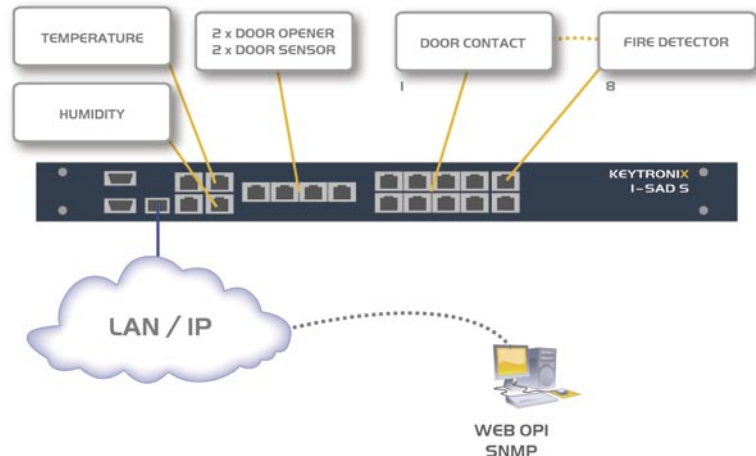 TEMPERATURE
2 x DOOR OPENER
2 x DOOR SENSOR
DOOR CONTACT
FIRE DETECTOR
1
8
HUMIDITY
KEYTRONIX
I-SAD S
LAN / IP
WEB OPI
SNMP